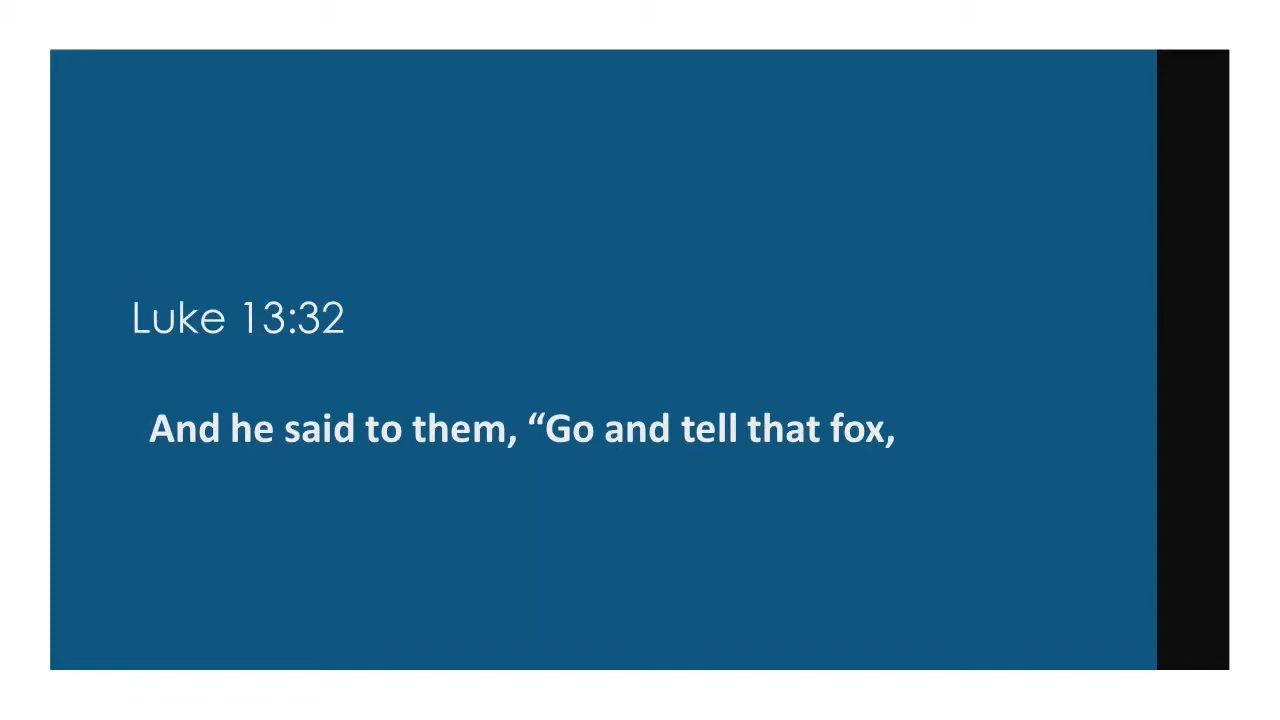 Luke 13:32
And he said to them, “Go and tell that fox,